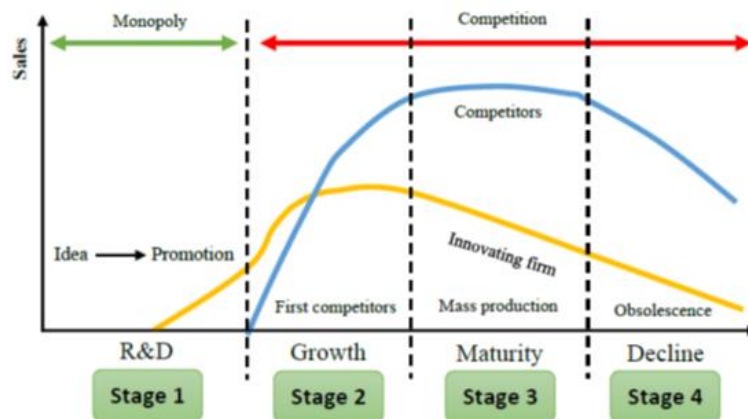 Monopoly
Competition
Sales
Competitors
Idea
Promotion
Innovating firm
First competitors
Mass production
Obsolescence
R&D
Growth
Maturity
Decline
Stage 1
Stage 2
Stage 3
Stage 4